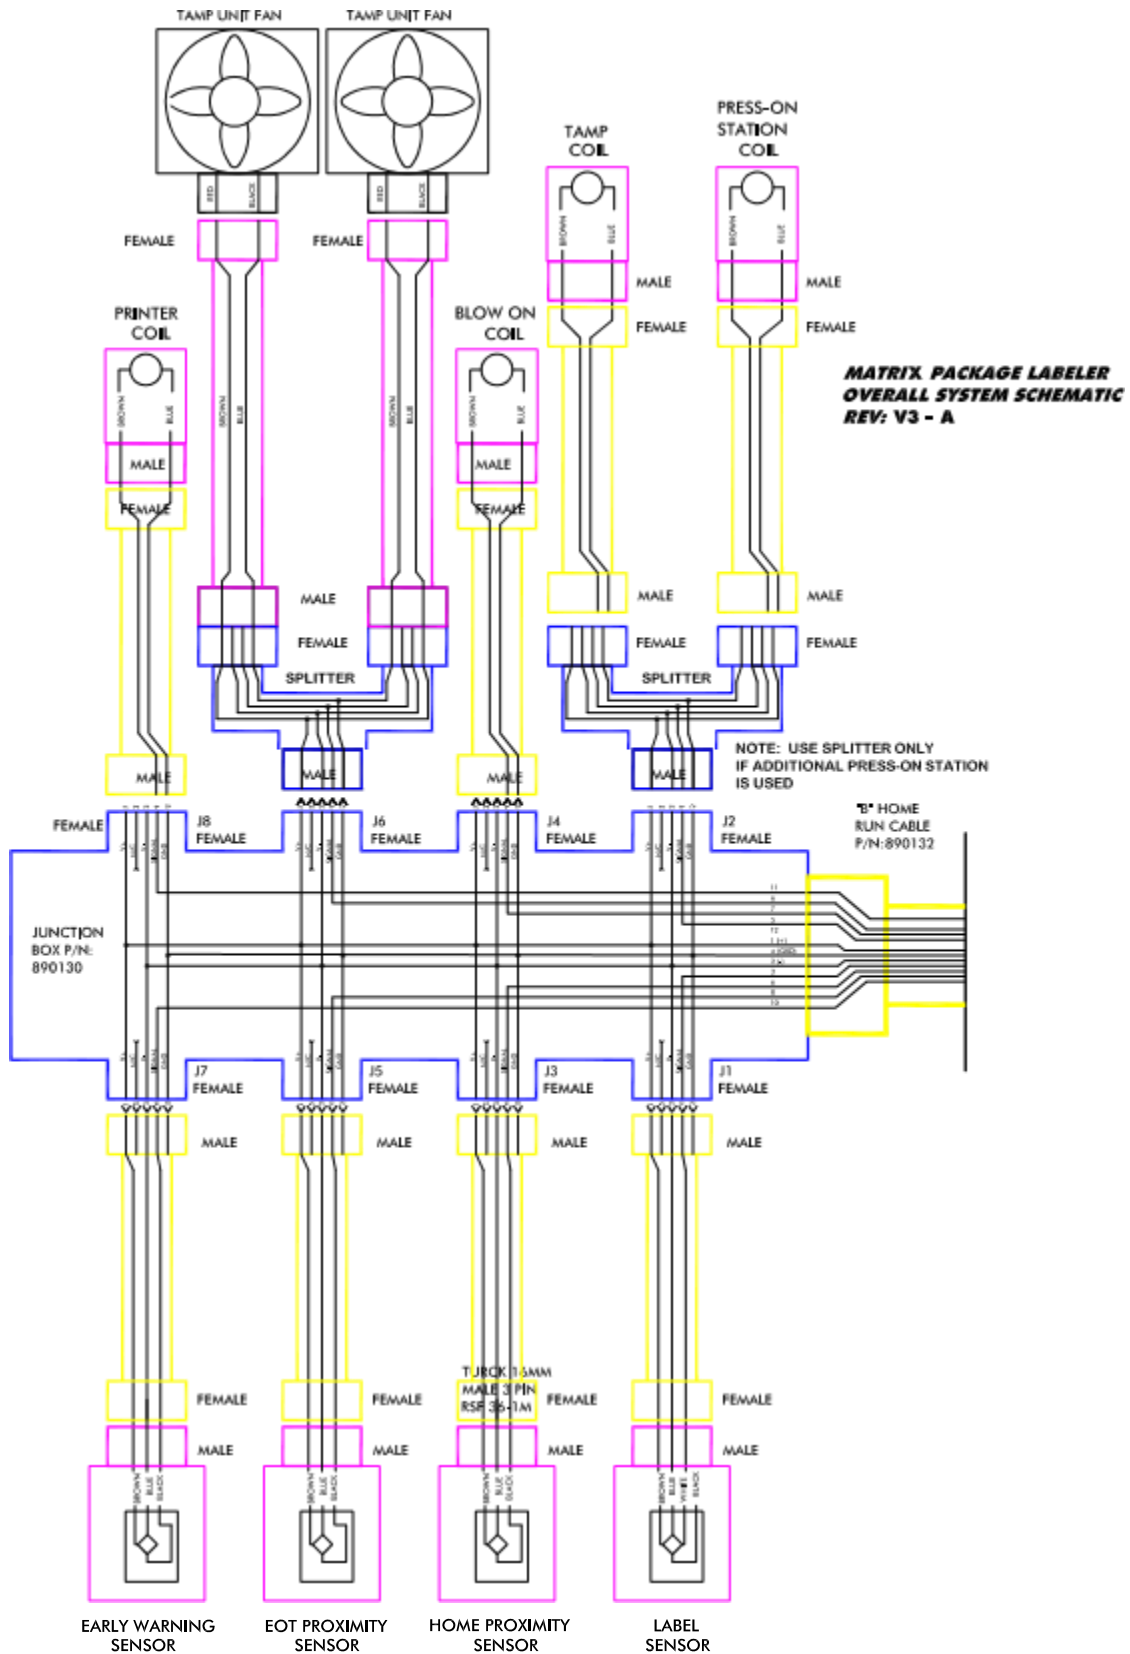 TAMP UNIT FAN
TAMP UNIT FAN
RED
BLACK
RED
BLACK
PRESS-ON
STATION
COIL
TAMP
COIL
BROWN
BLUE
BROWN
BLUE
FEMALE
FEMALE
MALE
MALE
PRINTER
COIL
BLOW ON
COIL
FEMALE
FEMALE
MATRIX PACKAGE LABELER
OVERALL SYSTEM SCHEMATIC
REV: V3 - A
BROWN
BLUE
BROWN
BLUE
BROWN
BLUE
BROWN
BLUE
MALE
MALE
FEMALE
FEMALE
MALE
MALE
MALE
FEMALE
FEMALE
FEMALE
SPLITTER
SPLITTER
NOTE: USE SPLITTER ONLY
IF ADDITIONAL PRESS-ON STATION
IS USED
MALE
MALE
MALE
MALE
"B" HOME
RUN CABLE
P/N:890132
FEMALE
J8
FEMALE
J6
FEMALE
J4
FEMALE
J2
FEMALE
JUNCTION
BOX P/N:
890130
J7
FEMALE
J5
FEMALE
J3
FEMALE
J1
FEMALE
MALE
MALE
MALE
MALE
TURCK 16MM
MALE 3 PIN
RSF 36-1M
FEMALE
FEMALE
FEMALE
FEMALE
MALE
MALE
MALE
MALE
BROWN
BLUE
BLACK
BROWN
BLUE
BLACK
BROWN
BLUE
BLACK
BROWN
BLUE
WHITE
BLACK
EARLY WARNING
SENSOR
EOT PROXIMITY
SENSOR
HOME PROXIMITY
SENSOR
LABEL
SENSOR